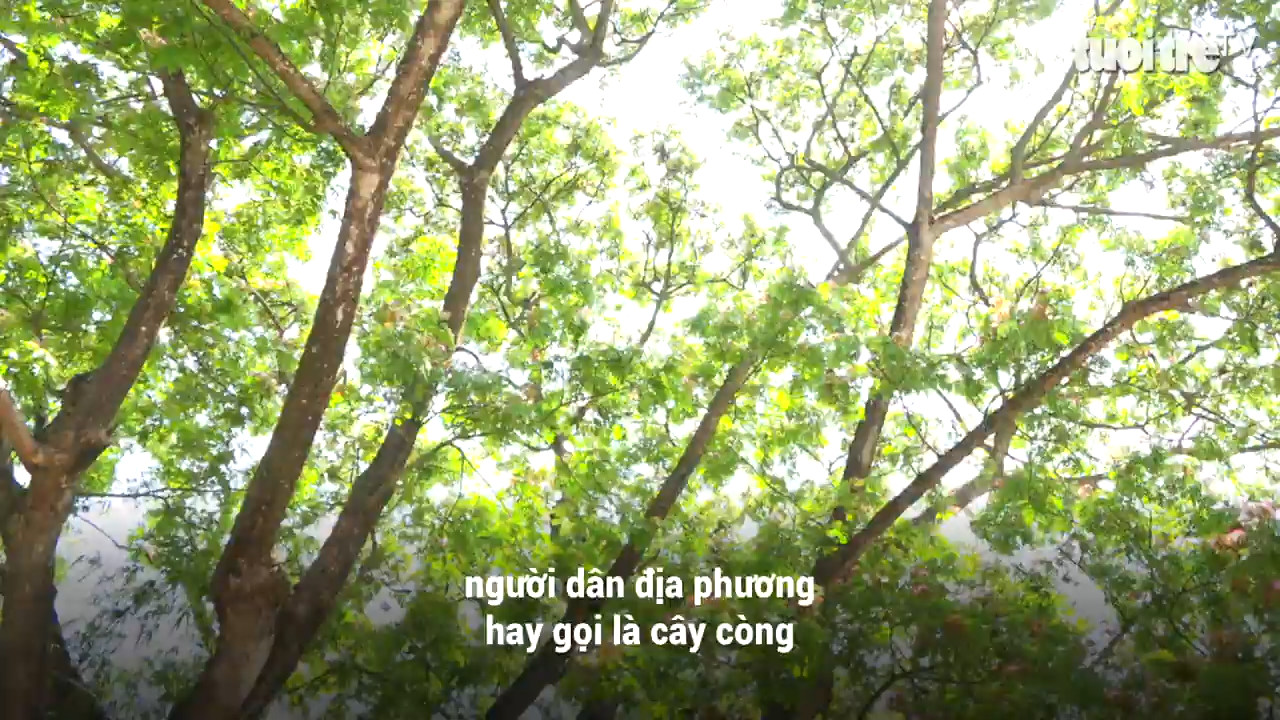 tuoitre
người dân địa phương
hay gọi là cây còng